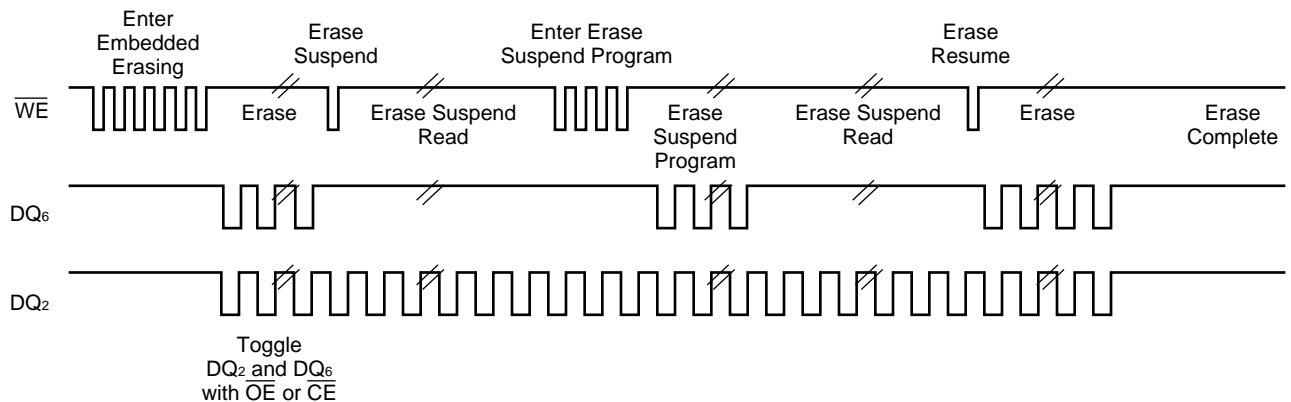 Enter
Embedded
Erasing
Erase
Suspend
Enter Erase
Suspend Program
Erase
Resume
WE
Erase
Erase Suspend
Read
Erase
Suspend
Program
Erase Suspend
Read
Erase
Erase
Complete
DQ6
DQ2
Toggle
DQ2 and DQ6
with OE or CE